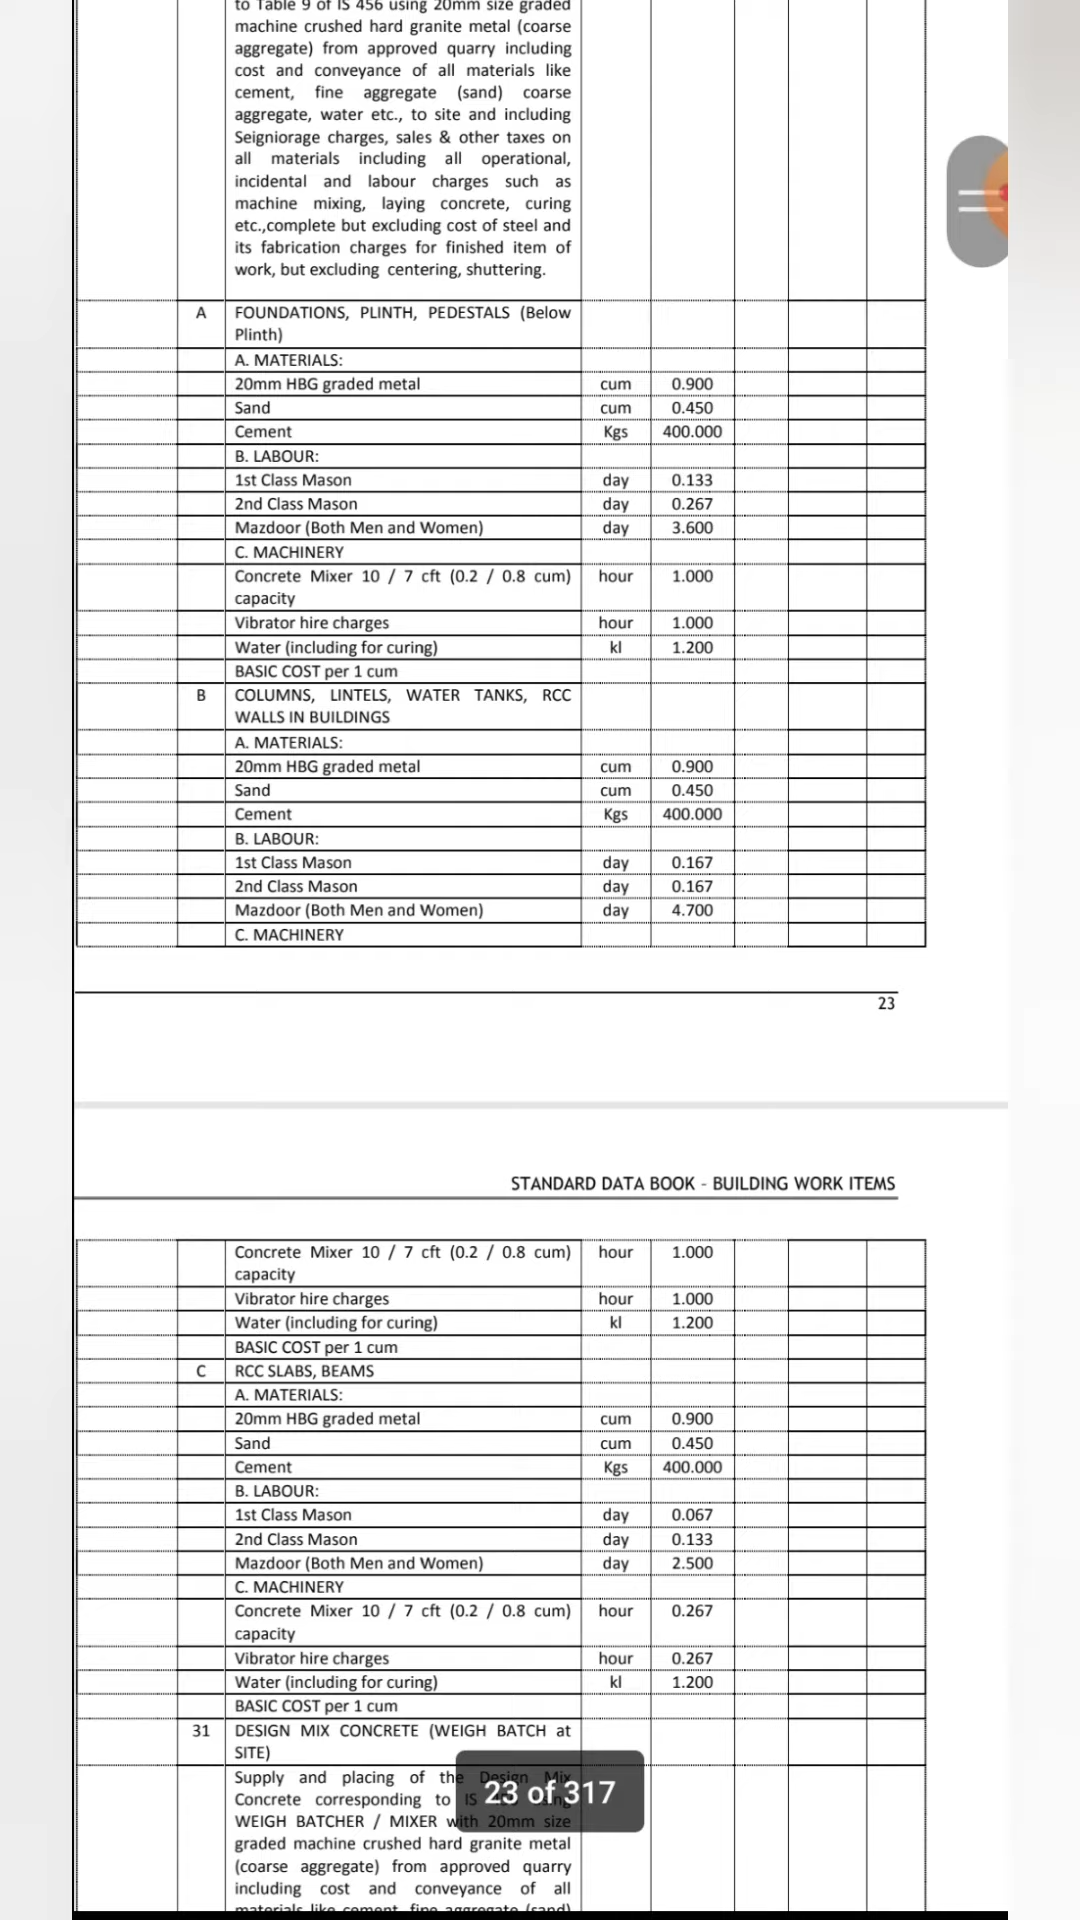 to Table 9 of IS 456 using 20mm size graded
machine crushed hard granite metal (coarse
aggregate) from approved quarry including
cost and conveyance of all materials like
cement, fine aggregate (sand) coarse
aggregate, water etc., to site and including
Seigniorage charges, sales & other taxes on
all materials including all operational,
incidental and labour charges such as
machine mixing, laying concrete, curing
etc.,complete but excluding cost of steel and
its fabrication charges for finished item of
work, but excluding centering, shuttering.
A FOUNDATIONS, PLINTH, PEDESTALS (Below
Plinth)
A. MATERIALS:
20mm HBG graded metal cum 0.900
Sand cum 0.450
Cement Kgs 400.000
B. LABOUR:
1st Class Mason day 0.133
2nd Class Mason day 0.267
Mazdoor (Both Men and Women) day 3.600
C. MACHINERY
Concrete Mixer 10 / 7 cft (0.2 / 0.8 cum) hour 1.000
capacity
Vibrator hire charges hour 1.000
Water (including for curing) kl 1.200
BASIC COST per 1 cum
B COLUMNS, LINTELS, WATER TANKS, RCC
WALLS IN BUILDINGS
A. MATERIALS:
20mm HBG graded metal cum 0.900
Sand cum 0.450
Cement Kgs 400.000
B. LABOUR:
1st Class Mason day 0.167
2nd Class Mason day 0.167
Mazdoor (Both Men and Women) day 4.700
C. MACHINERY
23
STANDARD DATA BOOK - BUILDING WORK ITEMS
Concrete Mixer 10 / 7 cft (0.2 / 0.8 cum) hour 1.000
capacity
Vibrator hire charges hour 1.000
Water (including for curing) kl 1.200
BASIC COST per 1 cum
C RCC SLABS, BEAMS
A. MATERIALS:
20mm HBG graded metal cum 0.900
Sand cum 0.450
Cement Kgs 400.000
B. LABOUR:
1st Class Mason day 0.067
2nd Class Mason day 0.133
Mazdoor (Both Men and Women) day 2.500
C. MACHINERY
Concrete Mixer 10 / 7 cft (0.2 / 0.8 cum) hour 0.267
capacity
Vibrator hire charges hour 0.267
Water (including for curing) kl 1.200
BASIC COST per 1 cum
31 DESIGN MIX CONCRETE (WEIGH BATCH at
SITE)
Supply and placing of the Design Mix
Concrete corresponding to IS
23 of 317
WEIGH BATCHER / MIXER with 20mm size
graded machine crushed hard granite metal
(coarse aggregate) from approved quarry
including cost and conveyance of all
materials like cement, fine aggregate (sand)